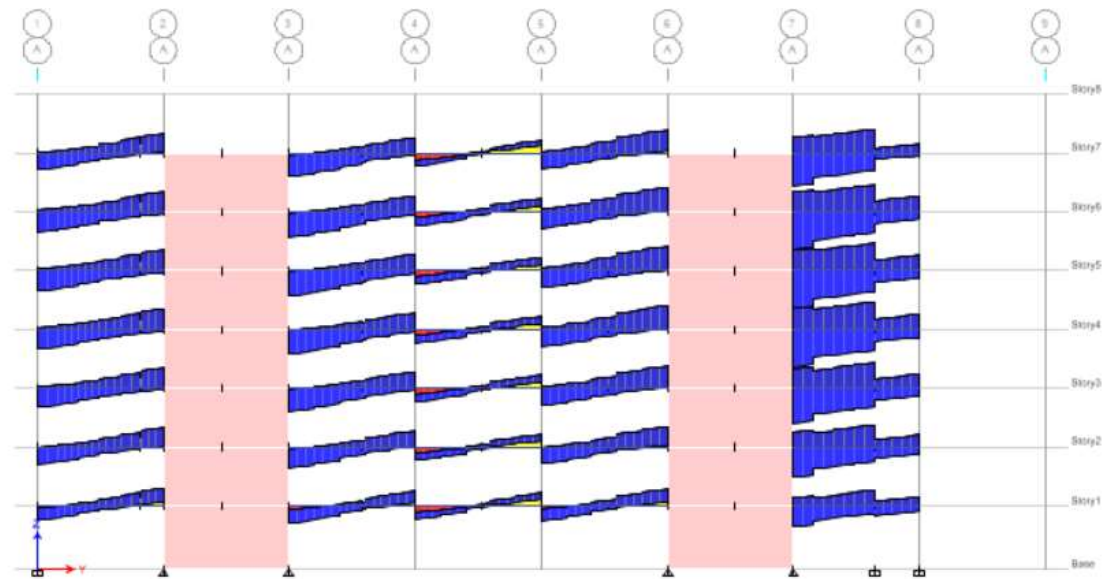 1 2 3 4 5 6 7 8 9
A A A A A A A A A
Story8
Story7
Story6
Story5
Story4
Story3
Story2
Story1
Z
Y
Base